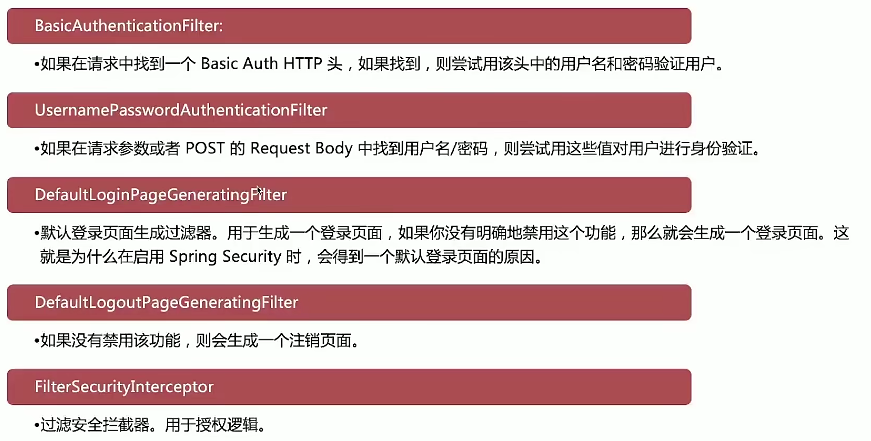 BasicAuthenticationFilter:
•如果在请求中找到一个 Basic Auth HTTP 头，如果找到，则尝试用该头中的用户名和密码验证用户。
UsernamePasswordAuthenticationFilter
•如果在请求参数或者 POST 的 Request Body 中找到用户名/密码，则尝试用这些值对用户进行身份验证。
DefaultLoginPageGeneratingFilter
•默认登录页面生成过滤器。用于生成一个登录页面，如果你没有明确地禁用这个功能，那么就会生成一个登录页面。这
就是为什么在启用 Spring Security 时，会得到一个默认登录页面的原因。
DefaultLogoutPageGeneratingFilter
•如果没有禁用该功能，则会生成一个注销页面。
FilterSecurityInterceptor
•过滤安全拦截器。用于授权逻辑。